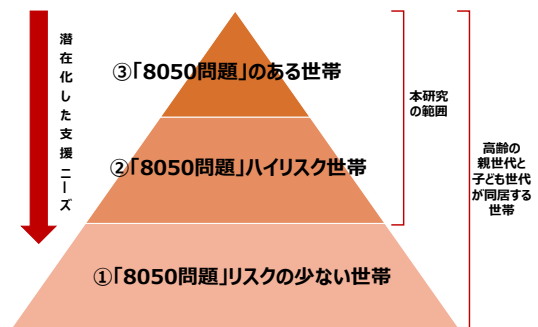 潜在化した支援ニーズ
③「8050問題」のある世帯
②「8050問題」ハイリスク世帯
①「8050問題」リスクの少ない世帯
本研究
の範囲
高齢の
親世代と
子ども世代
が同居する
世帯